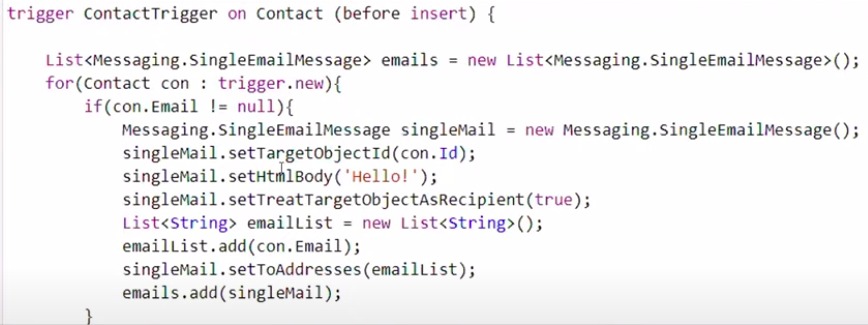 trigger ContactTrigger on Contact (before insert) {
List<Messaging.SingleEmailMessage> emails = new List<Messaging.SingleEmailMessage>();
for(Contact con : trigger.new){
if(con.Email != null){
Messaging.SingleEmailMessage singleMail = new Messaging.SingleEmailMessage();
singleMail.setTargetObjectId(con.Id);
singleMail.setHtmlBody('Hello!');
singleMail.setTreatTargetObjectAsRecipient(true);
List<String> emailList = new List<String>();
emailList.add(con.Email);
singleMail.setToAddresses(emailList);
emails.add(singleMail);
}